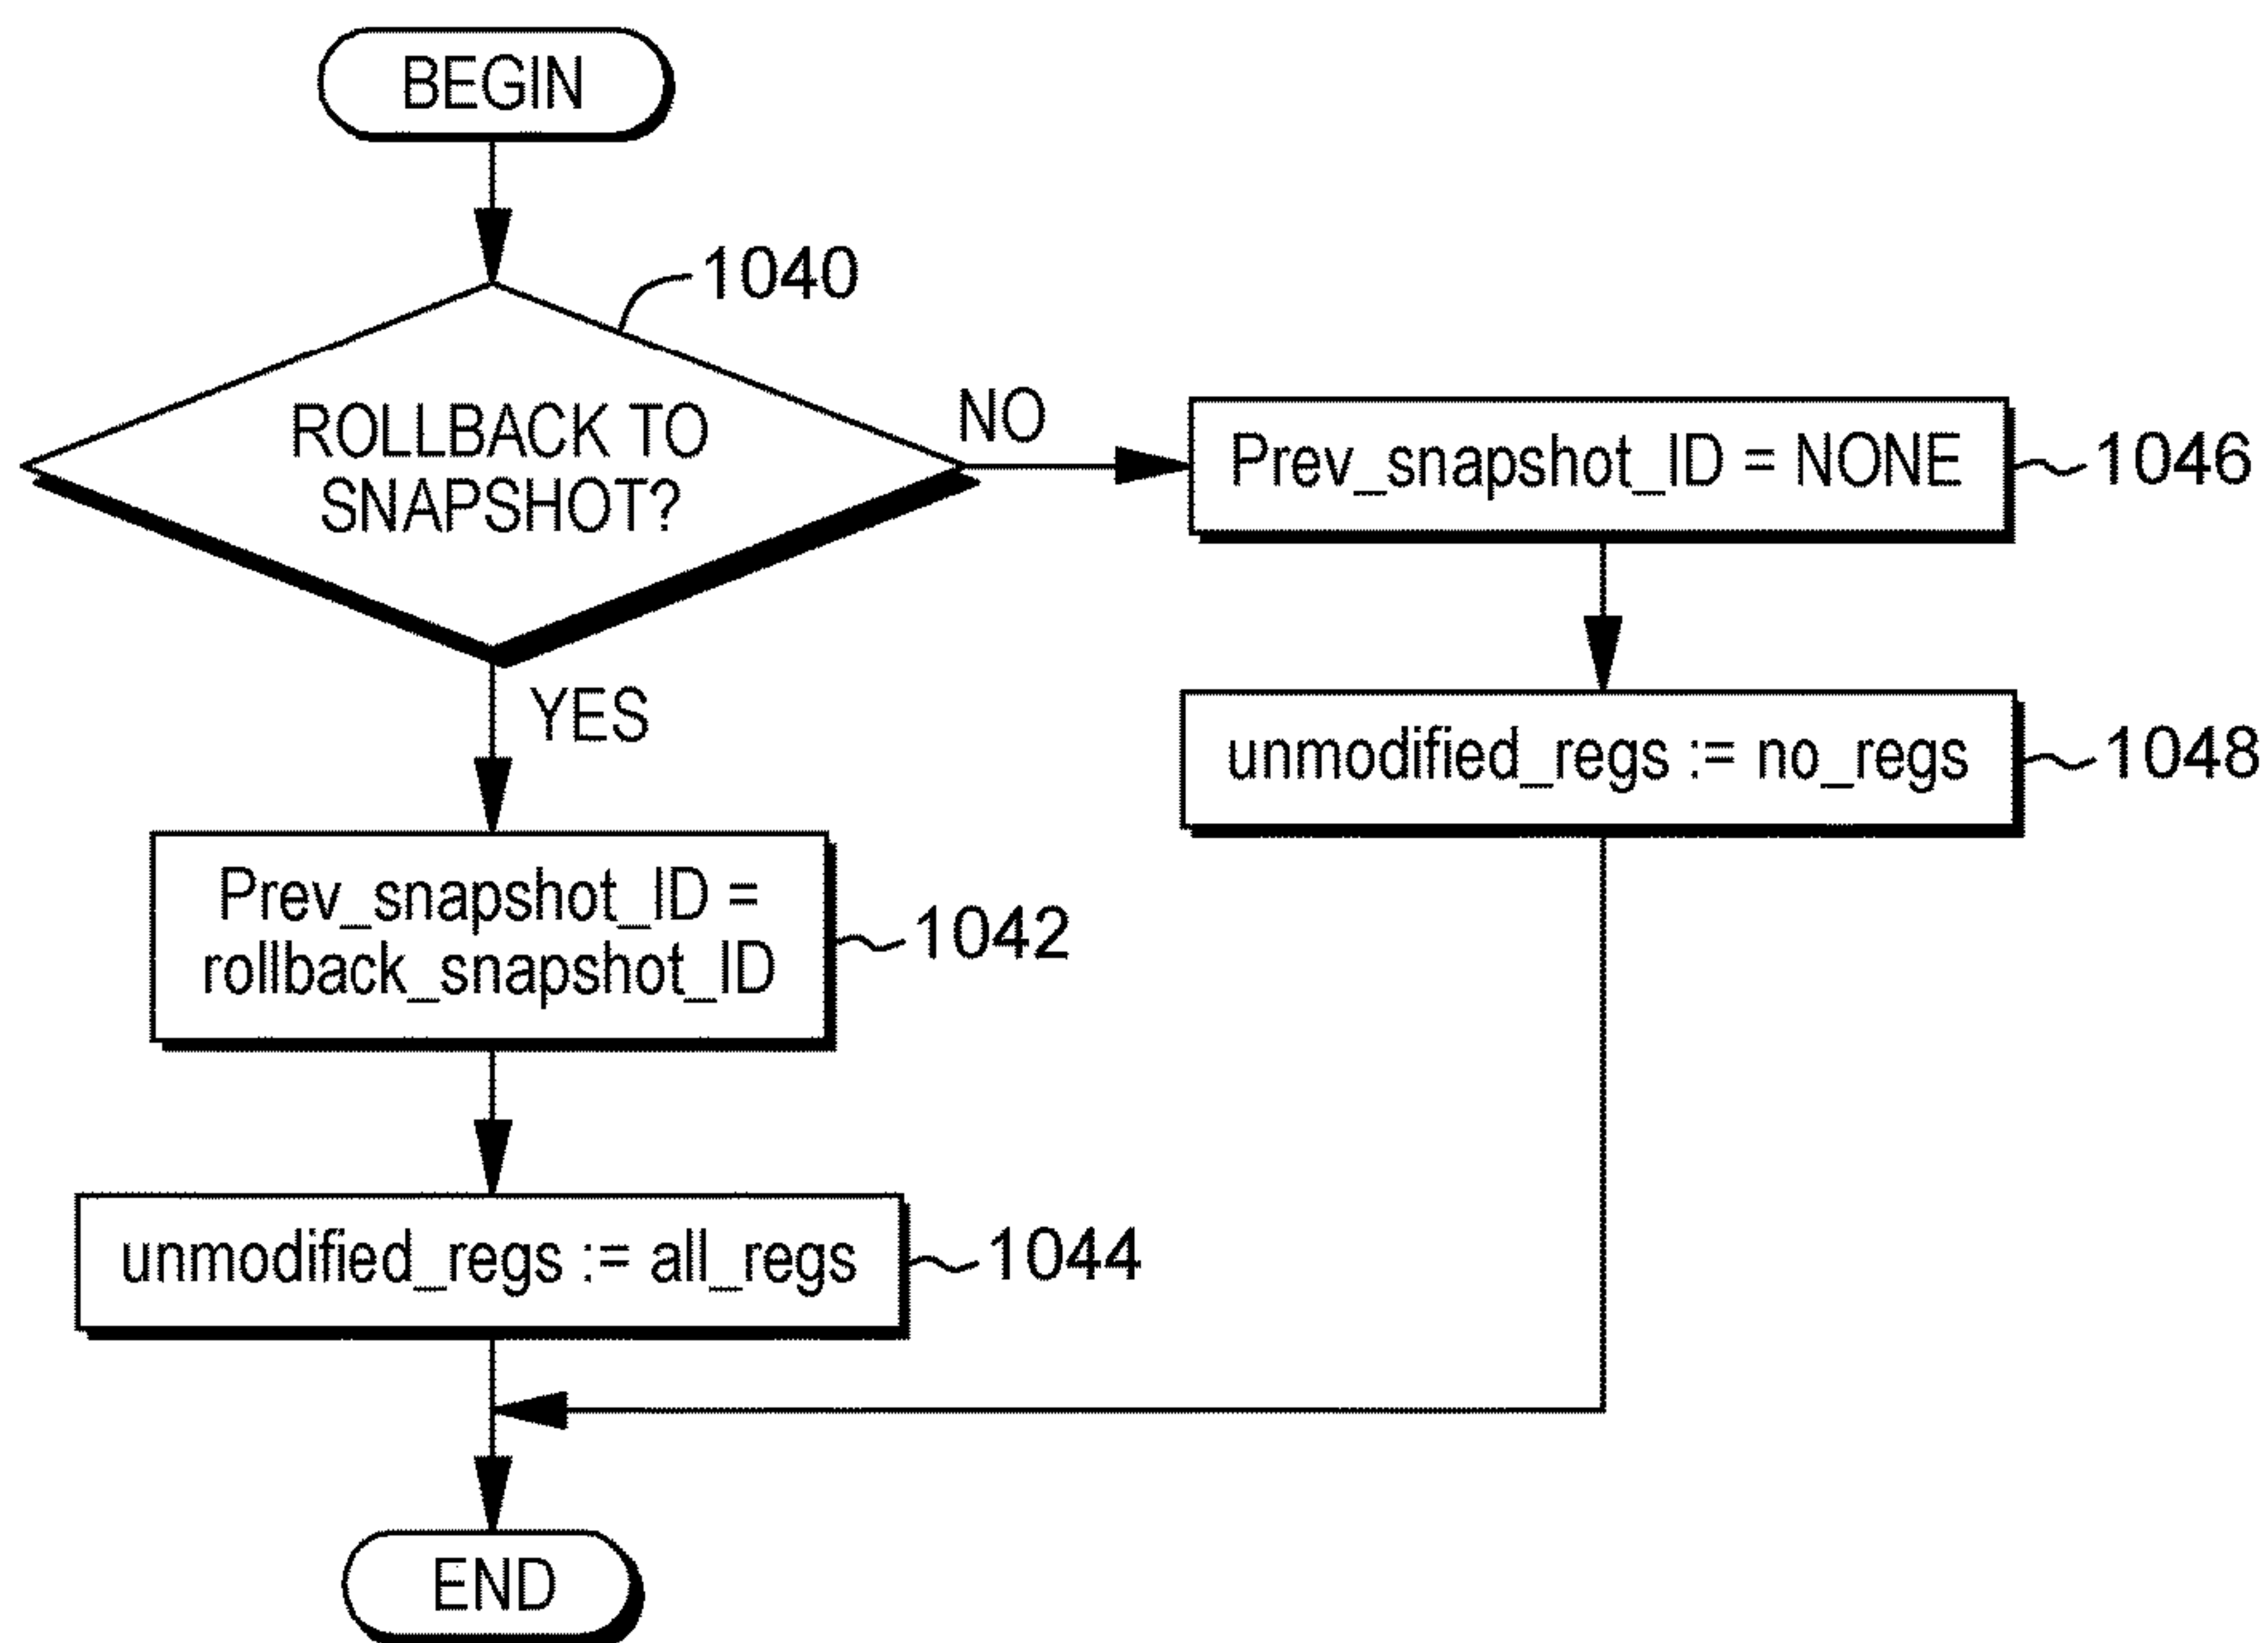 BEGIN
1040
ROLLBACK TO
SNAPSHOT?
NO
YES
Prev_snapshot_ID = NONE
1046
unmodified_regs := no_regs
1048
Prev_snapshot_ID =
rollback_snapshot_ID
1042
unmodified_regs := all_regs
1044
END